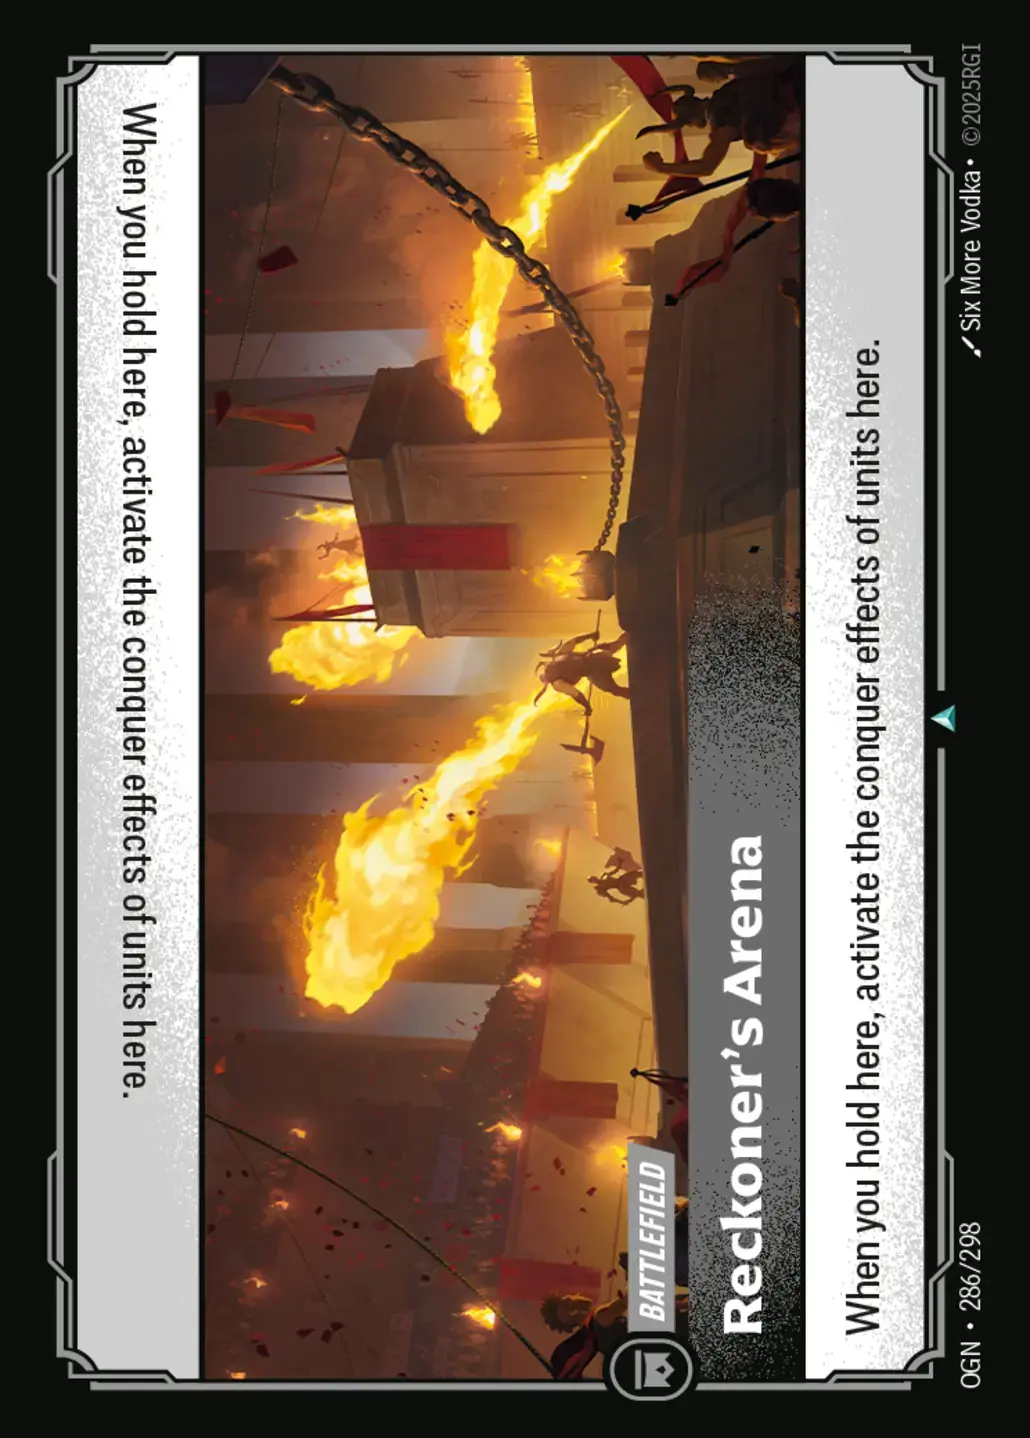 When you hold here, activate the conquer effects of units here.
BATTLEFIELD
Reckoner's Arena
When you hold here, activate the conquer effects of units here.
OGN • 286/298
Six More Vodka • ©2025RGI